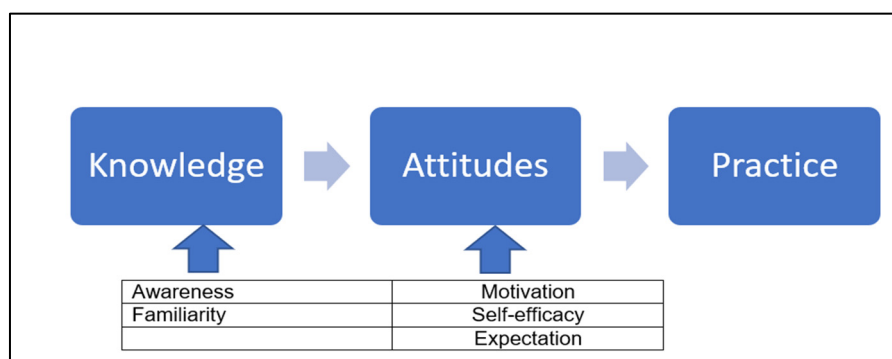 Knowledge Attitudes Practice
Awareness Motivation
Familiarity Self-efficacy
Expectation